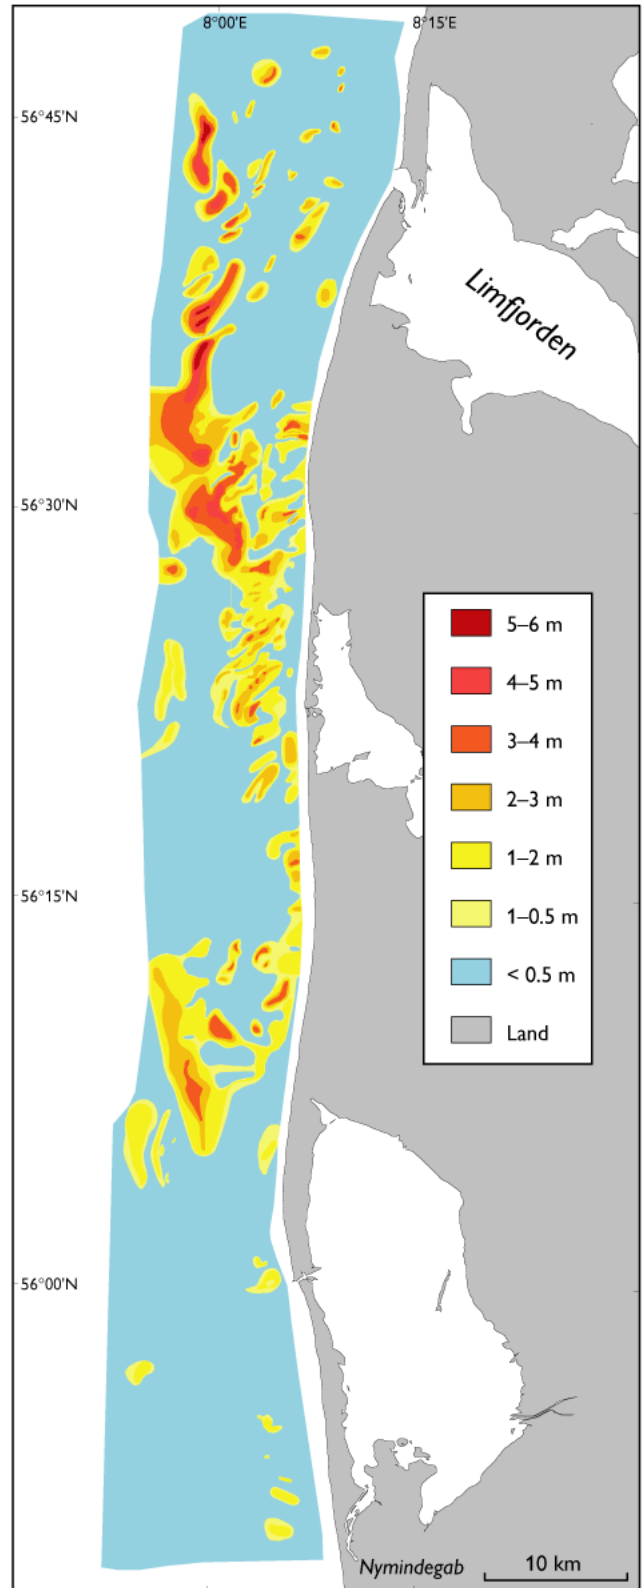 8°00'E
8°15'E
56°45'N
Limfjorden
56°30'N
5–6 m
4–5 m
3–4 m
2–3 m
1–2 m
56°15'N
1–0.5 m
< 0.5 m
Land
56°00'N
Nymindegab
10 km